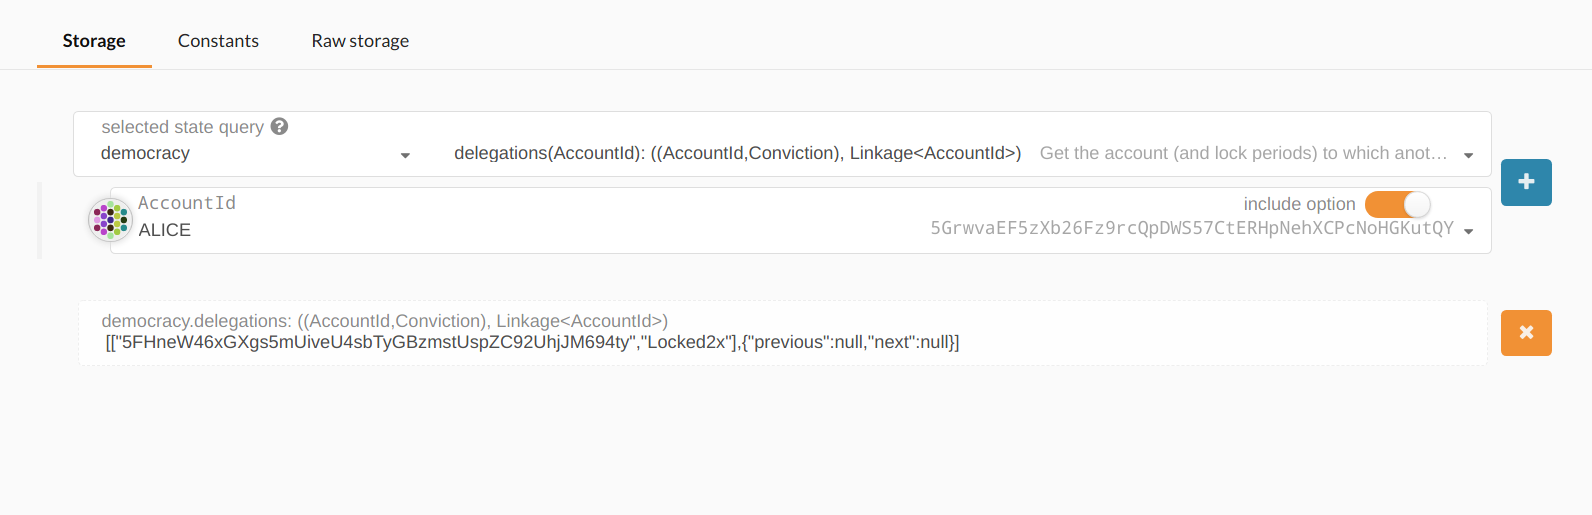 Storage Constants Raw storage
selected state query
democracy delegations(AccountId): ((AccountId,Conviction), Linkage<AccountId>) Get the account (and lock periods) to which anot…
AccountId include option
ALICE 5GrwvaEF5zXb26Fz9rcQpDWS57CtERHpNehXCPcNoHGKutQY
democracy.delegations: ((AccountId,Conviction), Linkage<AccountId>)
[["5FHneW46xGXgs5mUiveU4sbTyGBzmstUspZC92UhjJM694ty","Locked2x"],{"previous":null,"next":null}]